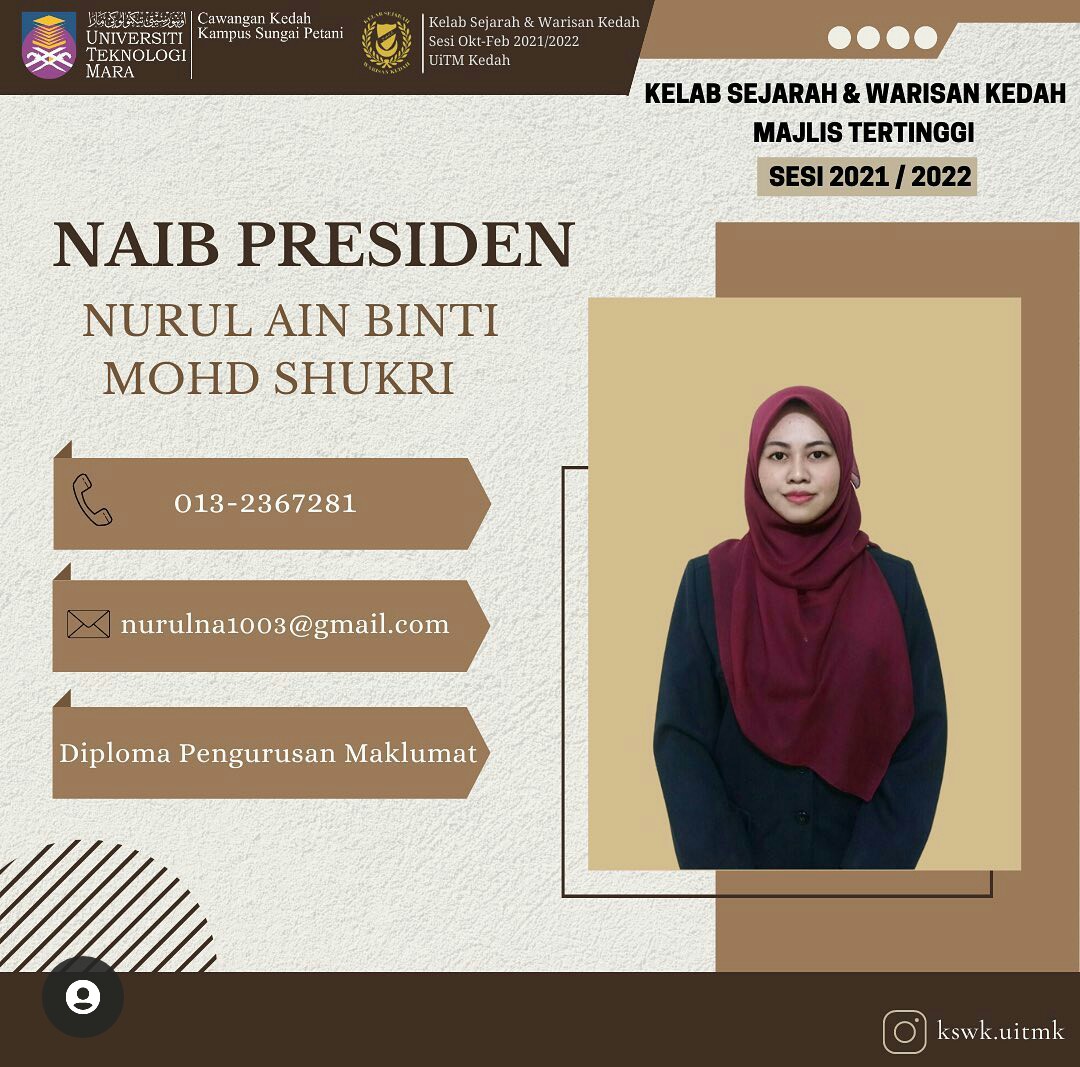 UNIVERSITI
TEKNOLOGI
MARA
Cawangan Kedah
Kampus Sungai Petani
Kelab Sejarah & Warisan Kedah
Sesi Okt-Feb 2021/2022
UiTM Kedah
KELAB SEJARAH & WARISAN KEDAH
MAJLIS TERTINGGI
SESI 2021 / 2022
NAIB PRESIDEN
NURUL AIN BINTI
MOHD SHUKRI
013-2367281
nurulna1003@gmail.com
Diploma Pengurusan Maklumat
kswk.uitmk